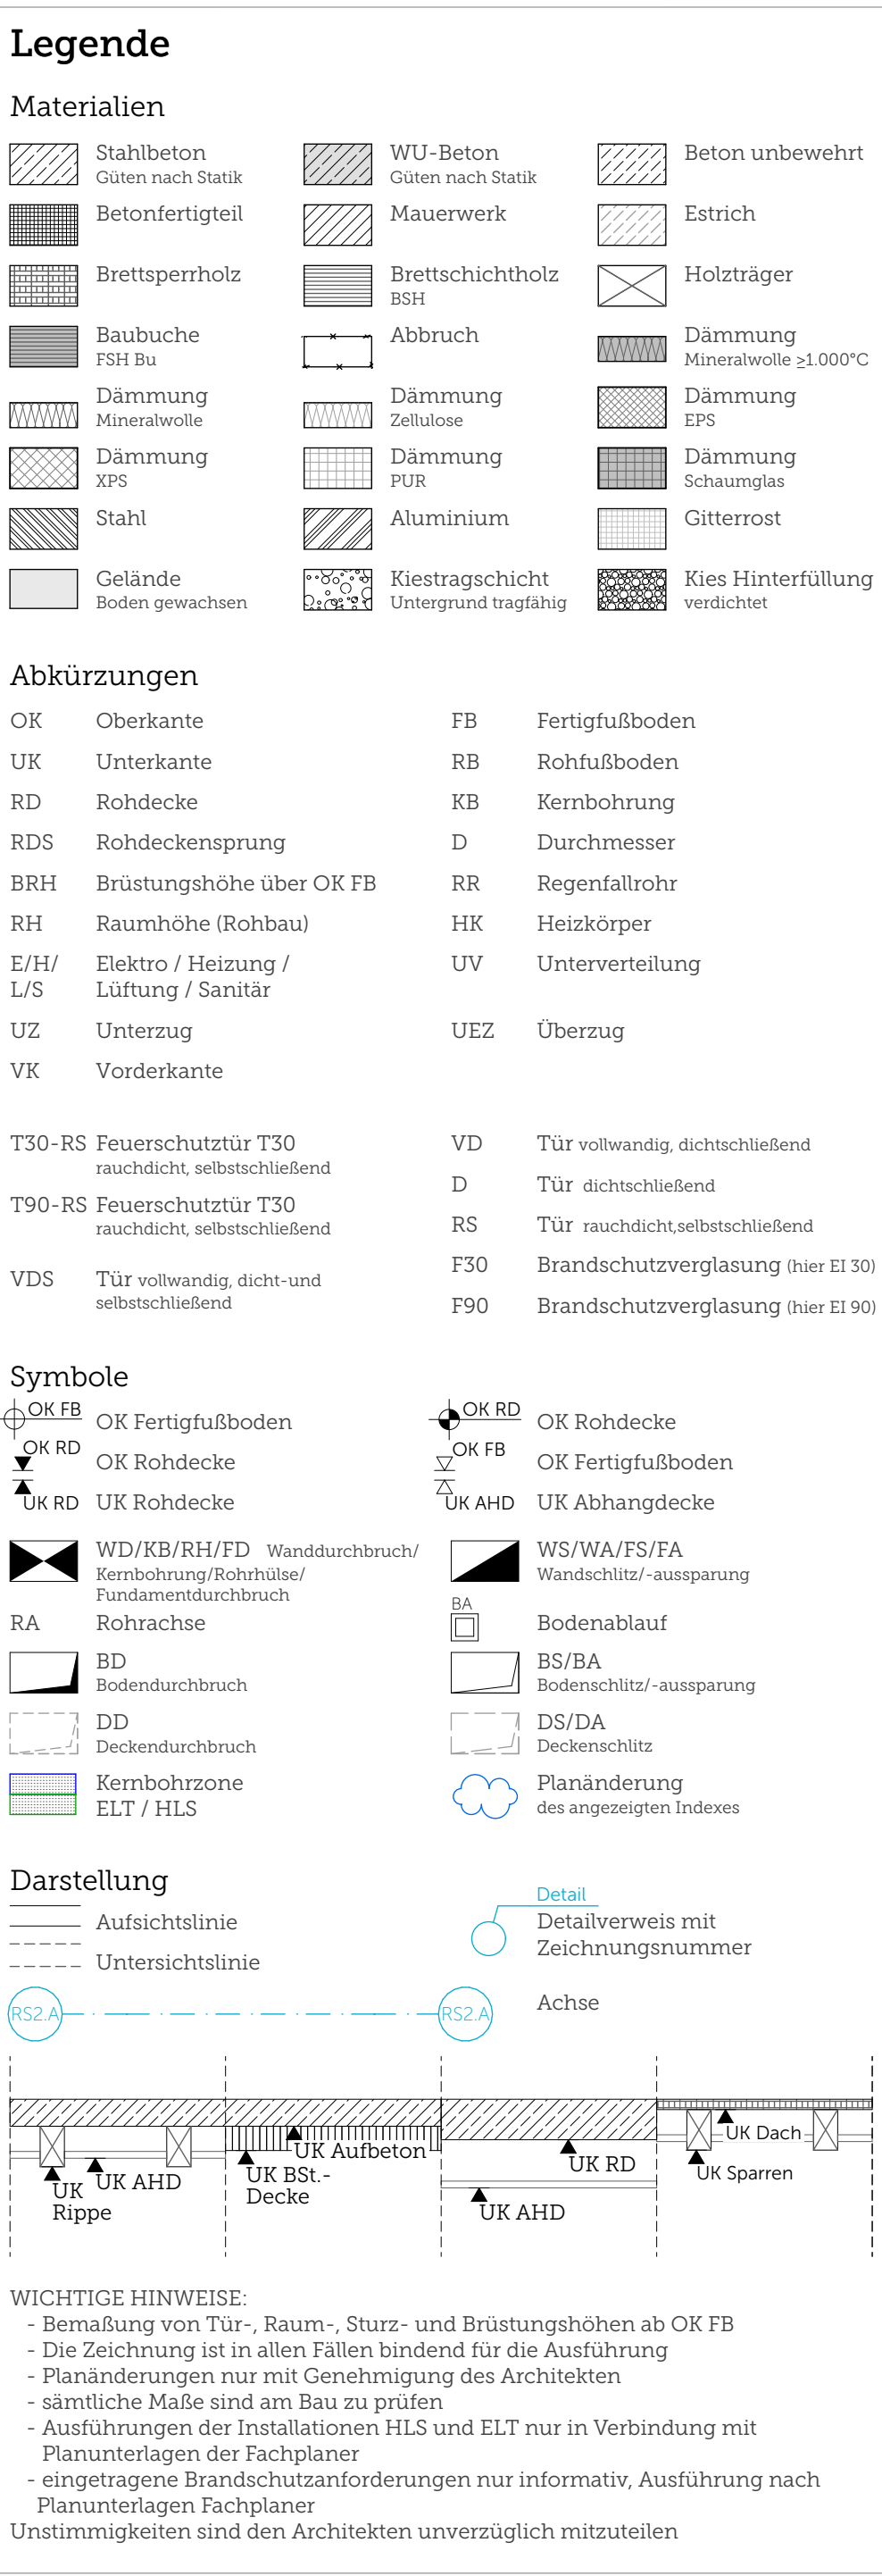 Legende
Materialien
Stahlbeton
Güten nach Statik
WU-Beton
Güten nach Statik
Beton unbewehrt
Betonfertigteil
Mauerwerk
Estrich
Brettsperrholz
Brettschichtholz
BSH
Holzträger
Baubuche
FSH Bu
Abbruch
Dämmung
Mineralwolle ≥1.000°C
Dämmung
Mineralwolle
Dämmung
Zellulose
Dämmung
EPS
Dämmung
XPS
Dämmung
PUR
Dämmung
Schaumglas
Stahl
Aluminium
Gitterrost
Gelände
Boden gewachsen
Kiestragschicht
Untergrund tragfähig
Kies Hinterfüllung
verdichtet
Abkürzungen
OK Oberkante
FB Fertigfußboden
UK Unterkante
RB Rohfußboden
RD Rohdecke
KB Kernbohrung
RDS Rohdeckensprung
D Durchmesser
BRH Brüstungshöhe über OK FB
RR Regenfallrohr
RH Raumhöhe (Rohbau)
HK Heizkörper
E/H/ Elektro / Heizung /
L/S Lüftung / Sanitär
UV Unterverteilung
UZ Unterzug
UEZ Überzug
VK Vorderkante
T30-RS Feuerschutztür T30
rauchdicht, selbstschließend
T90-RS Feuerschutztür T30
rauchdicht, selbstschließend
VDS Tür vollwandig, dicht-und
selbstschließend
VD Tür vollwandig, dichtschließend
D Tür dichtschließend
RS Tür rauchdicht,selbstschließend
F30 Brandschutzverglasung (hier EI 30)
F90 Brandschutzverglasung (hier EI 90)
Symbole
OK FB OK Fertigfußboden
OK RD OK Rohdecke
OK RD OK Rohdecke
OK FB OK Fertigfußboden
UK RD UK Rohdecke
UK AHD UK Abhangdecke
WD/KB/RH/FD Wanddurchbruch/
Kernbohrung/Rohrhülse/
Fundamentdurchbruch
WS/WA/FS/FA
Wandschlitz/-aussparung
RA Rohrachse
BA
Bodenablauf
BD
Bodendurchbruch
BS/BA
Bodenschlitz/-aussparung
DD
Deckendurchbruch
DS/DA
Deckenschlitz
Kernbohrzone
ELT / HLS
Planänderung
des angezeigten Indexes
Darstellung
Aufsichtslinie
Untersichtslinie
Detail
Detailverweis mit
Zeichnungsnummer
RS2.A
RS2.A
Achse
UK
Rippe
UK AHD
UK Aufbeton
UK BSt.-
Decke
UK RD
UK AHD
UK Dach
UK Sparren
WICHTIGE HINWEISE:
- Bemaßung von Tür-, Raum-, Sturz- und Brüstungshöhen ab OK FB
- Die Zeichnung ist in allen Fällen bindend für die Ausführung
- Planänderungen nur mit Genehmigung des Architekten
- sämtliche Maße sind am Bau zu prüfen
- Ausführungen der Installationen HLS und ELT nur in Verbindung mit
Planunterlagen der Fachplaner
- eingetragene Brandschutzanforderungen nur informativ, Ausführung nach
Planunterlagen Fachplaner
Unstimmigkeiten sind den Architekten unverzüglich mitzuteilen